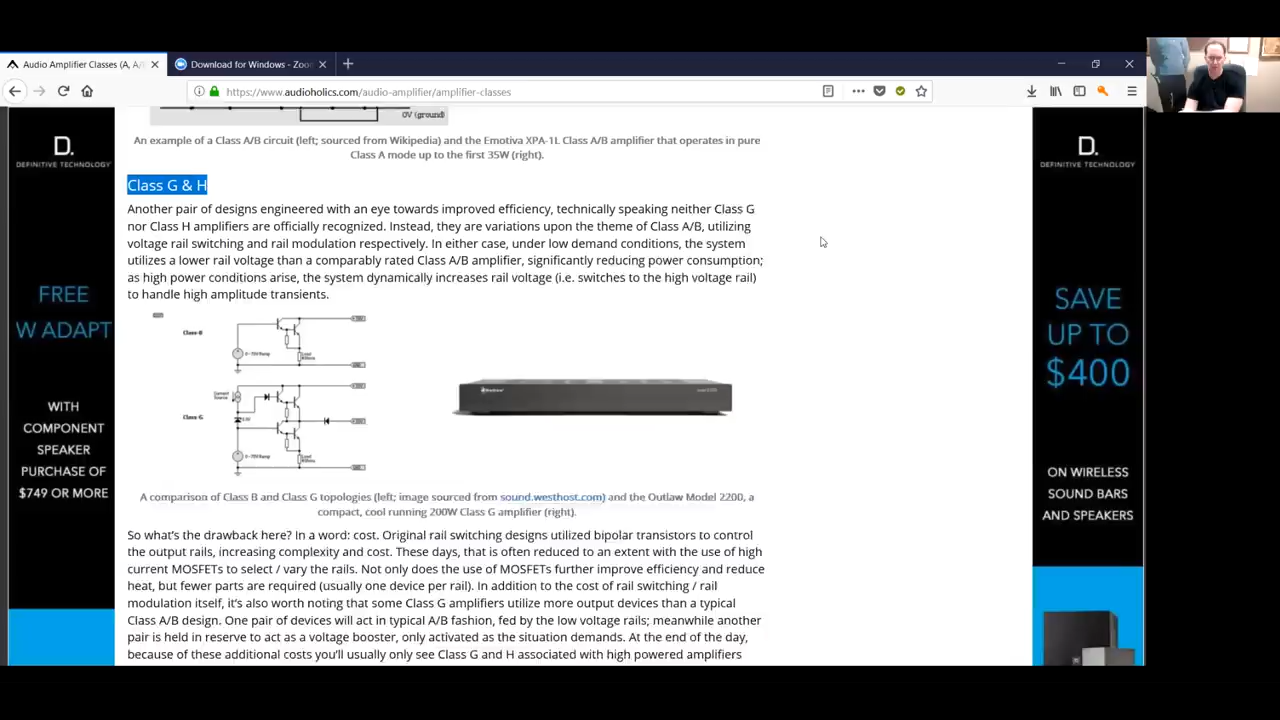 Audio Amplifier Classes (A, A/B
Download for Windows - Zoo
https://www.audioholics.com/audio-amplifier/amplifier-classes
0V (ground)
An example of a Class A/B circuit (left; sourced from Wikipedia) and the Emotiva XPA-1L Class A/B amplifier that operates in pure
Class A mode up to the first 35W (right).
Class G & H
Another pair of designs engineered with an eye towards improved efficiency, technically speaking neither Class G
nor Class H amplifiers are officially recognized. Instead, they are variations upon the theme of Class A/B, utilizing
voltage rail switching and rail modulation respectively. In either case, under low demand conditions, the system
utilizes a lower rail voltage than a comparably rated Class A/B amplifier, significantly reducing power consumption;
as high power conditions arise, the system dynamically increases rail voltage (i.e. switches to the high voltage rail)
to handle high amplitude transients.
Class B
Class G
A comparison of Class B and Class G topologies (left; image sourced from sound.westhost.com) and the Outlaw Model 2200, a
compact, cool running 200W Class G amplifier (right).
So what's the drawback here? In a word: cost. Original rail switching designs utilized bipolar transistors to control
the output rails, increasing complexity and cost. These days, that is often reduced to an extent with the use of high
current MOSFETs to select / vary the rails. Not only does the use of MOSFETs further improve efficiency and reduce
heat, but fewer parts are required (usually one device per rail). In addition to the cost of rail switching / rail
modulation itself, it's also worth noting that some Class G amplifiers utilize more output devices than a typical
Class A/B design. One pair of devices will act in typical A/B fashion, fed by the low voltage rails; meanwhile another
pair is held in reserve to act as a voltage booster, only activated as the situation demands. At the end of the day,
because of these additional costs you'll usually only see Class G and H associated with high powered amplifiers
D.
DEFINITIVE TECHNOLOGY
FREE
W ADAPT
WITH
COMPONENT
SPEAKER
PURCHASE OF
$749 OR MORE
D.
DEFINITIVE TECHNOLOGY
SAVE
UP TO
$400
ON WIRELESS
SOUND BARS
AND SPEAKERS